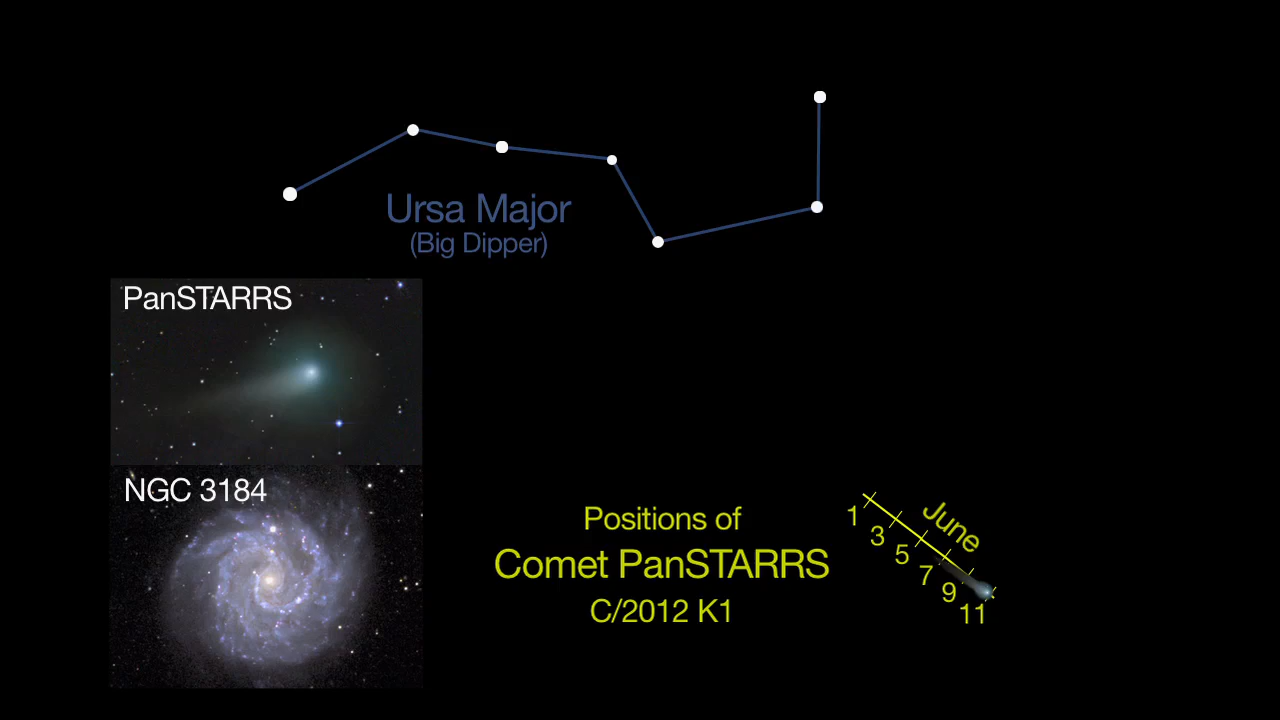 Ursa Major
(Big Dipper)
PanSTARRS
NGC 3184
Positions of
Comet PanSTARRS
C/2012 K1
June
1
3
5
7
9
11